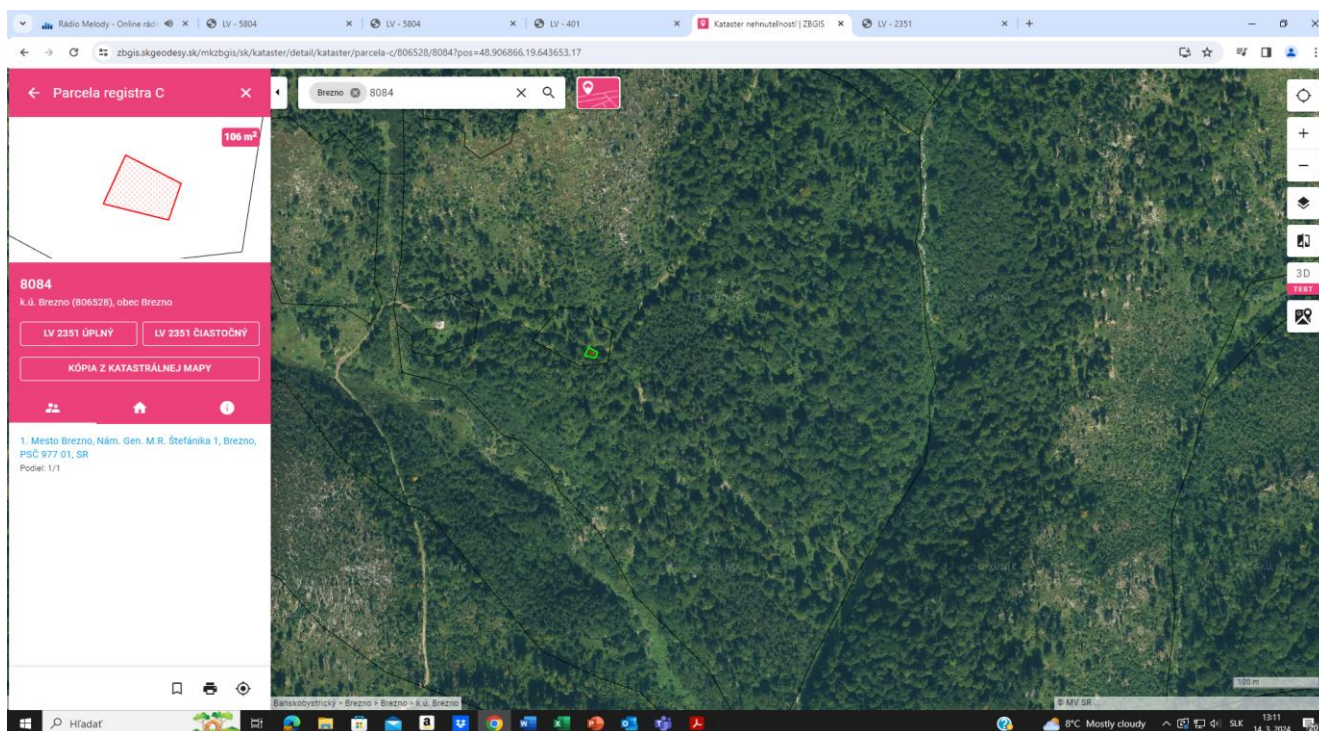 Rádio Melody - Online rádi
LV - 5804
LV - 5804
LV - 401
Kataster nehnuteľností | ZBGIS
LV - 2351
zbgis.skgeodesy.sk/mkzbgis/sk/kataster/detail/kataster/parcela-c/806528/8084?pos=48.906866,19.643653,17
Parcela registra C
Brezno 8084
106 m²
8084
k.ú. Brezno (806528), obec Brezno
LV 2351 ÚPLNÝ
LV 2351 ČIASTOČNÝ
KÓPIA Z KATASTRÁLNEJ MAPY
1. Mesto Brezno, Nám. Gen. M.R. Štefánika 1, Brezno,
PSČ 977 01, SR
Podiel: 1/1
3D
TEST
100 m
Banskobystrický > Brezno > Brezno > k.ú. Brezno
© MV SR
Hľadať
8°C Mostly cloudy
SLK
13:11
14. 3. 2024